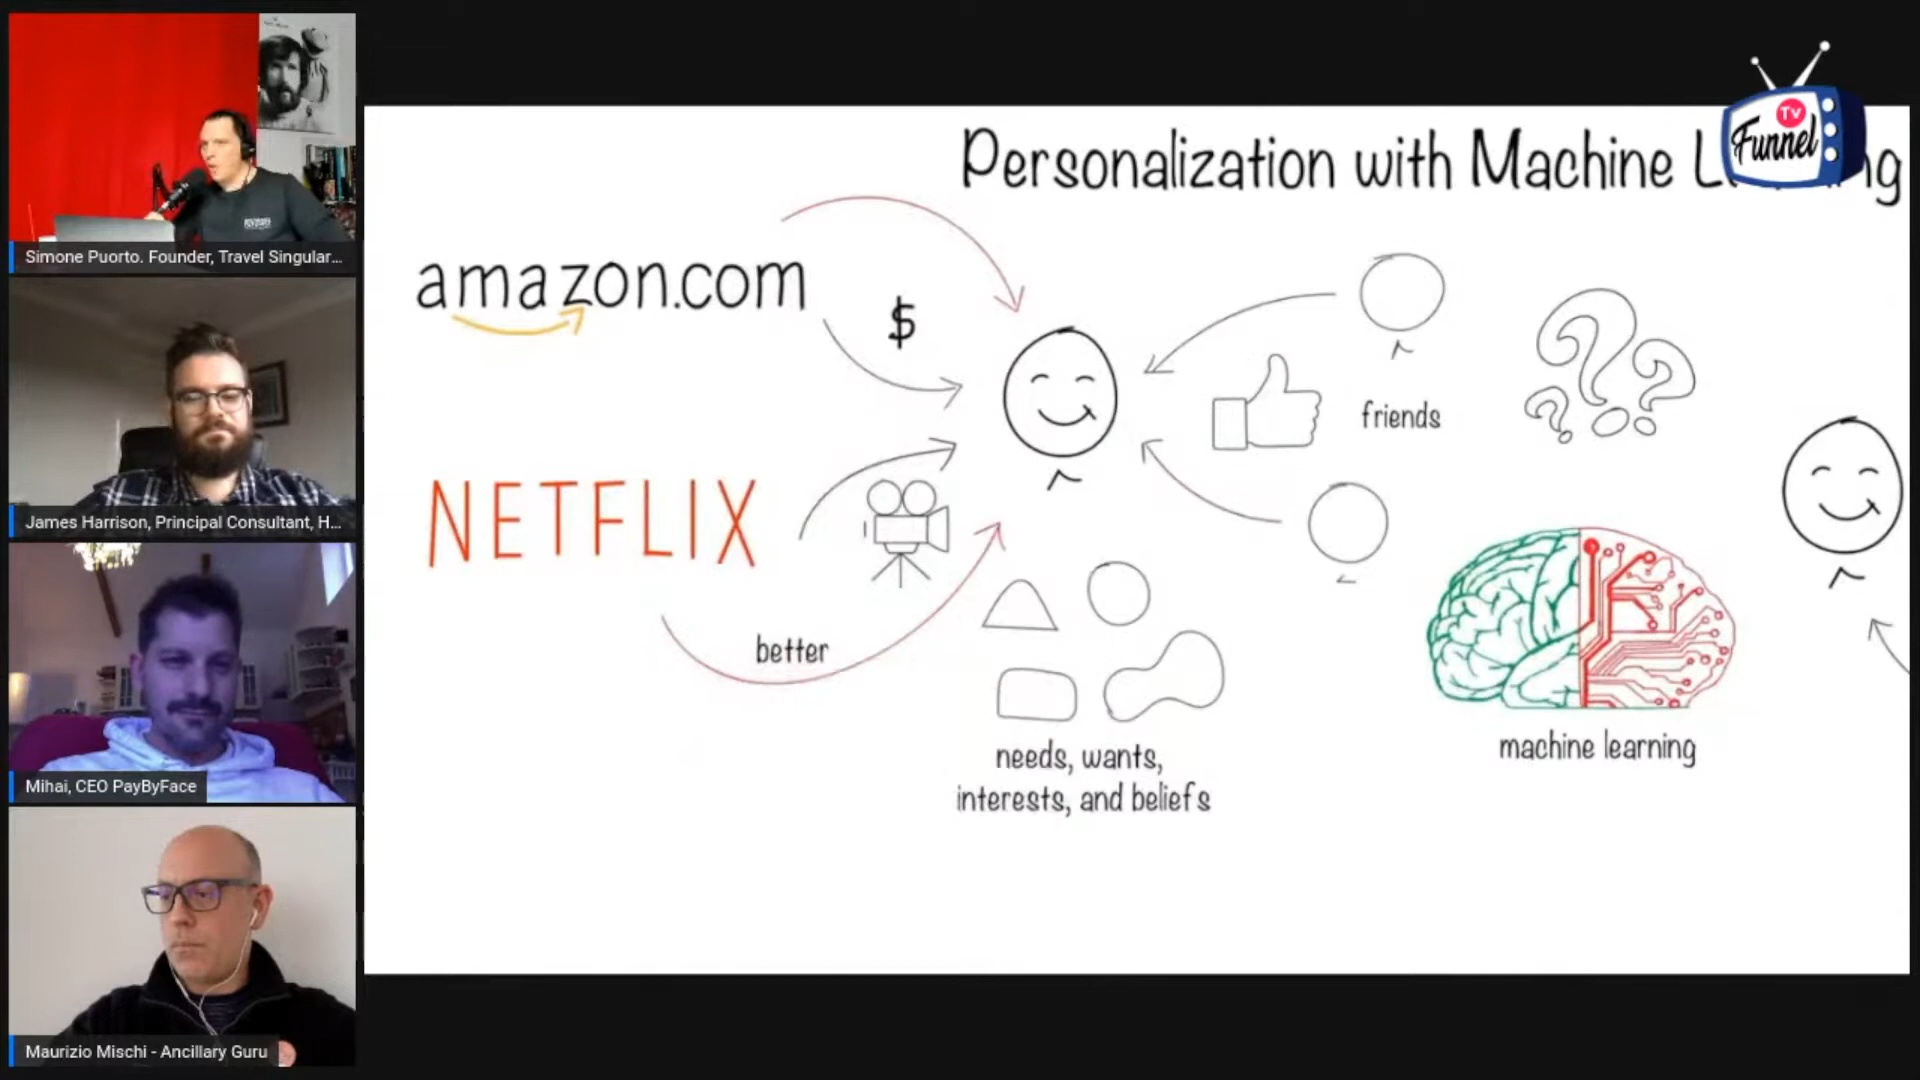 Simone Puorto. Founder, Travel Singular...
James Harrison, Principal Consultant, H...
Mihai, CEO PayByFace
Maurizio Mischi - Ancillary Guru
Personalization with Machine L
ng
TV
Funnel
amazon.com
$
NETFLIX
better
friends
needs, wants,
interests, and beliefs
machine learning